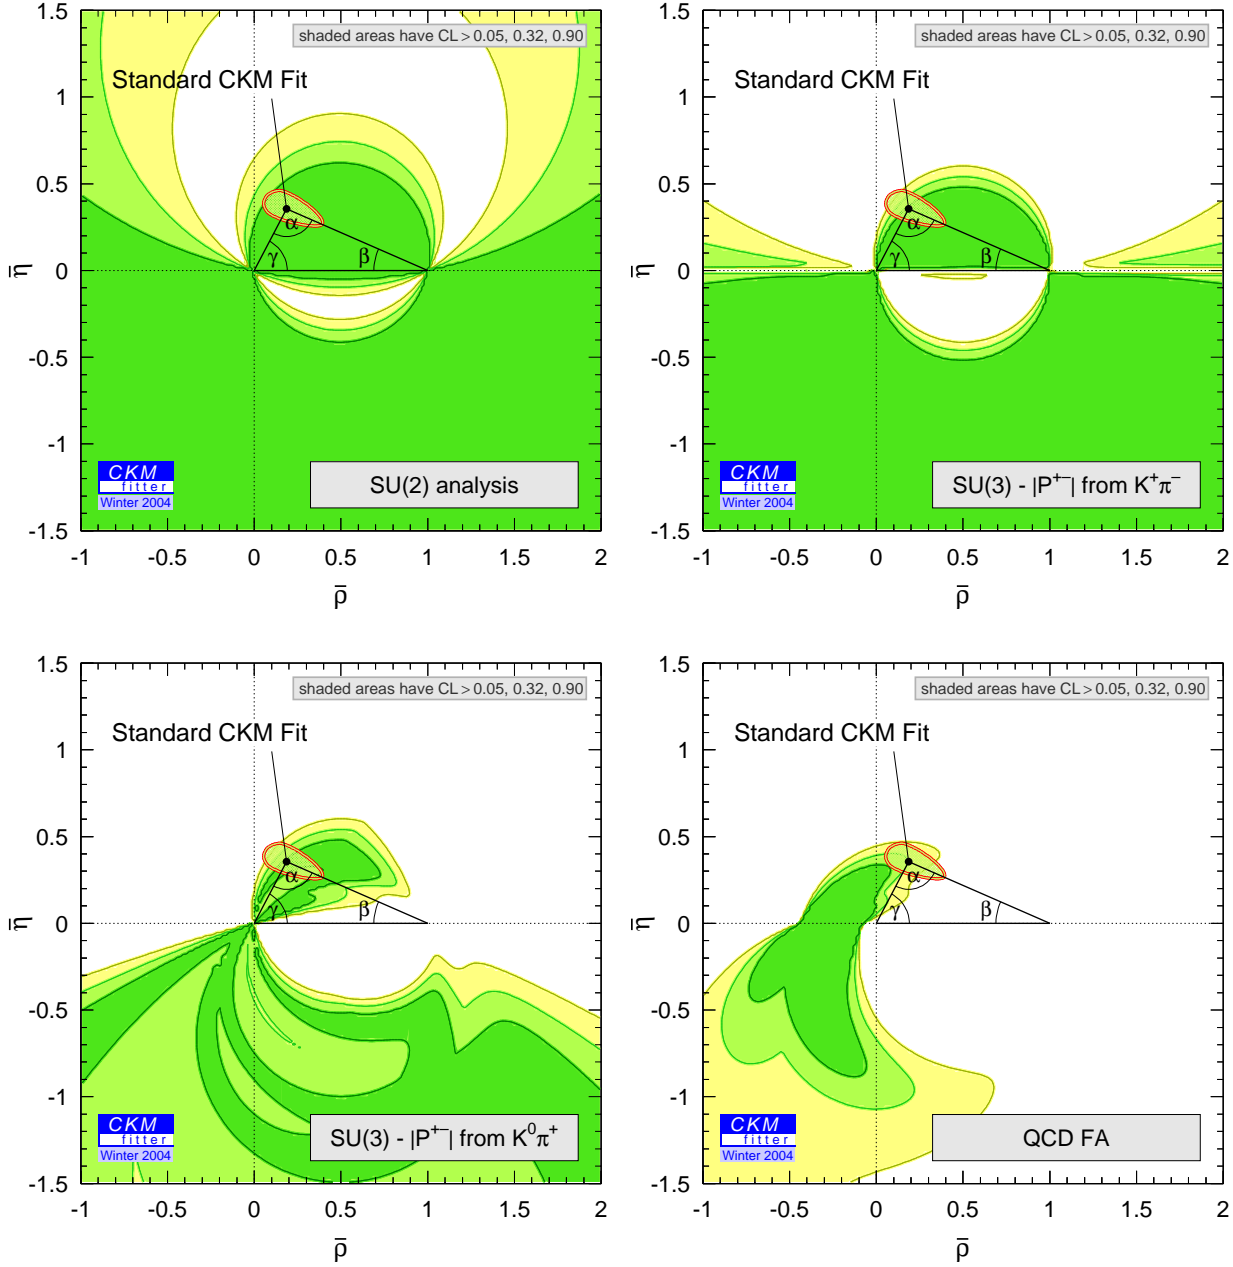 shaded areas have CL > 0.05, 0.32, 0.90
Standard CKM Fit
α
γ
β
1.5
1
0.5
0
-0.5
-1
-1.5
η̅
CKM
fitter
Winter 2004
SU(2) analysis
-1
-0.5
0
0.5
1
1.5
2
ρ̅
shaded areas have CL > 0.05, 0.32, 0.90
Standard CKM Fit
α
γ
β
1.5
1
0.5
0
-0.5
-1
-1.5
η̅
CKM
fitter
Winter 2004
SU(3) - |P⁺⁻| from K⁺π⁻
-1
-0.5
0
0.5
1
1.5
2
ρ̅
shaded areas have CL > 0.05, 0.32, 0.90
Standard CKM Fit
α
γ
β
1.5
1
0.5
0
-0.5
-1
-1.5
η̅
CKM
fitter
Winter 2004
SU(3) - |P⁺⁻| from K⁰π⁺
-1
-0.5
0
0.5
1
1.5
2
ρ̅
shaded areas have CL > 0.05, 0.32, 0.90
Standard CKM Fit
α
γ
β
1.5
1
0.5
0
-0.5
-1
-1.5
η̅
CKM
fitter
Winter 2004
QCD FA
-1
-0.5
0
0.5
1
1.5
2
ρ̅